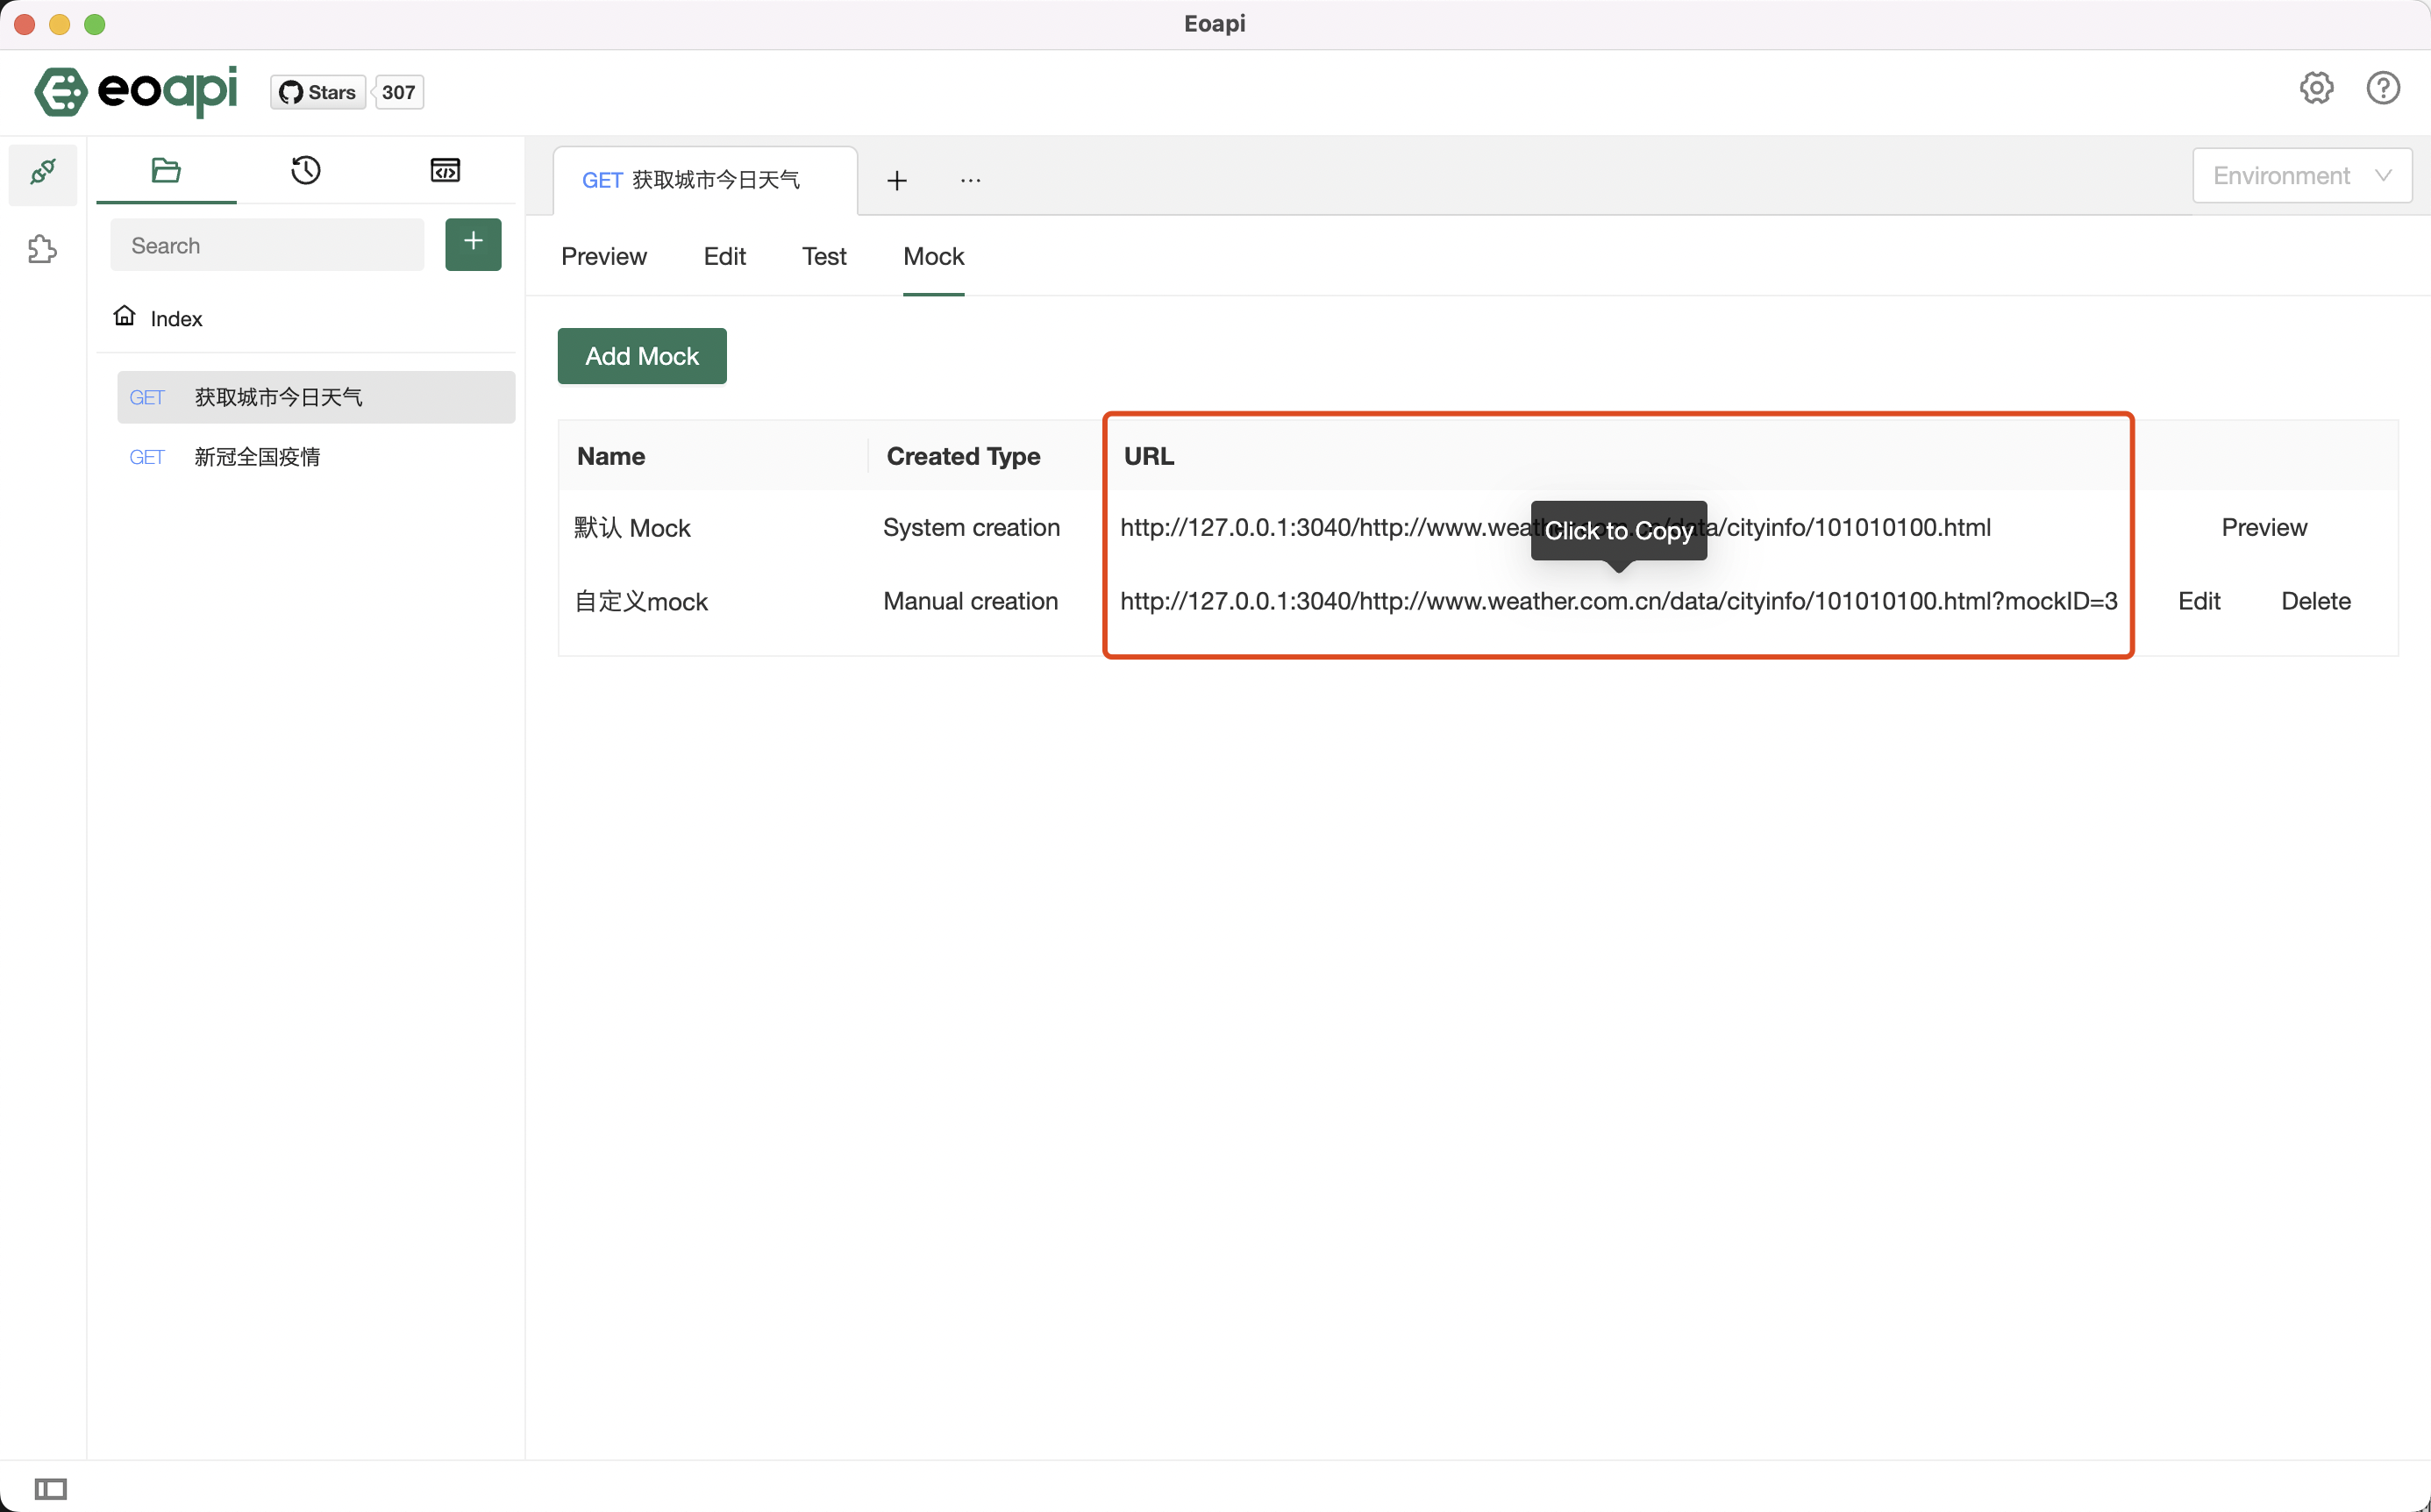 Eoapi
eoapi
Stars 307
GET 获取城市今日天气
Environment
Search
Preview Edit Test Mock
Index
Add Mock
GET 获取城市今日天气
GET 新冠全国疫情
Name Created Type URL
默认 Mock System creation http://127.0.0.1:3040/http://www.weather.com.cn/data/cityinfo/101010100.html Preview
Click to Copy
自定义mock Manual creation http://127.0.0.1:3040/http://www.weather.com.cn/data/cityinfo/101010100.html?mockID=3 Edit Delete